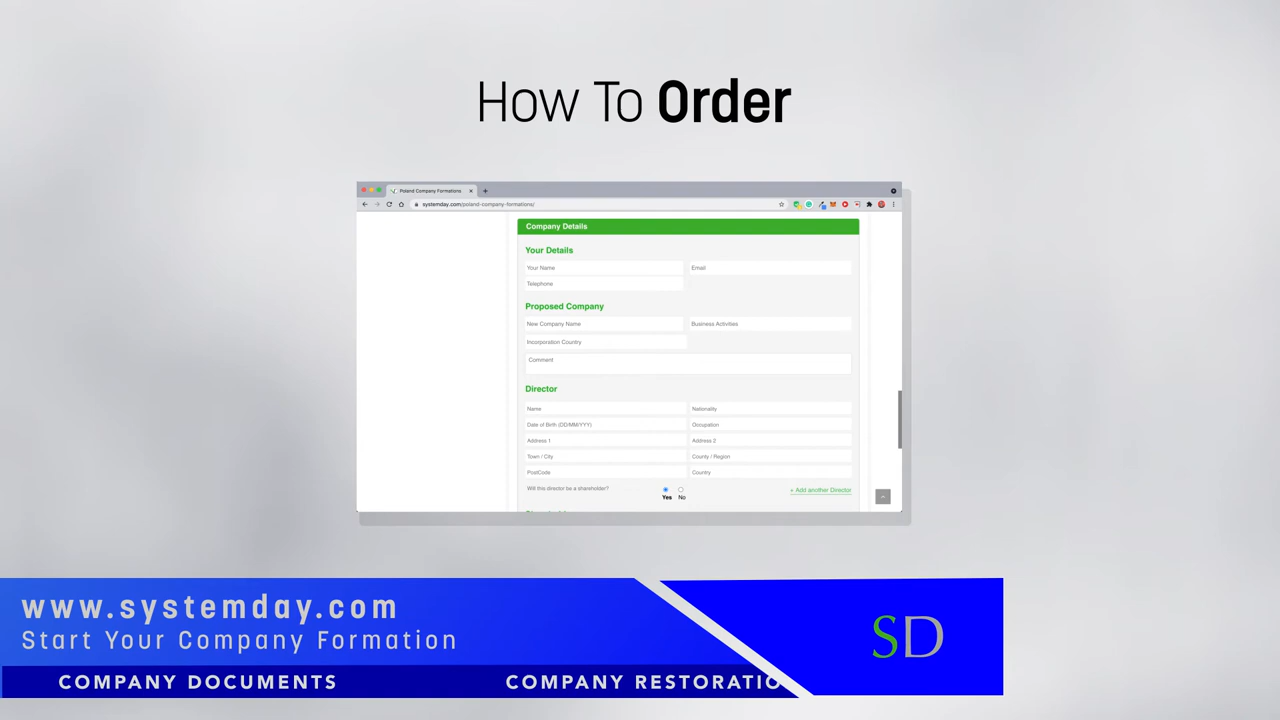 How To Order
Poland Company Formations
systemday.com/poland-company-formations/
Company Details
Your Details
Your Name Email
Telephone
Proposed Company
New Company Name Business Activities
Incorporation Country
Comment
Director
Name Nationality
Date of Birth (DD/MM/YYY) Occupation
Address 1 Address 2
Town / City County / Region
PostCode Country
Will this director be a shareholder? Yes No + Add another Director
www.systemday.com
Start Your Company Formation
SD
COMPANY DOCUMENTS COMPANY RESTORATIO